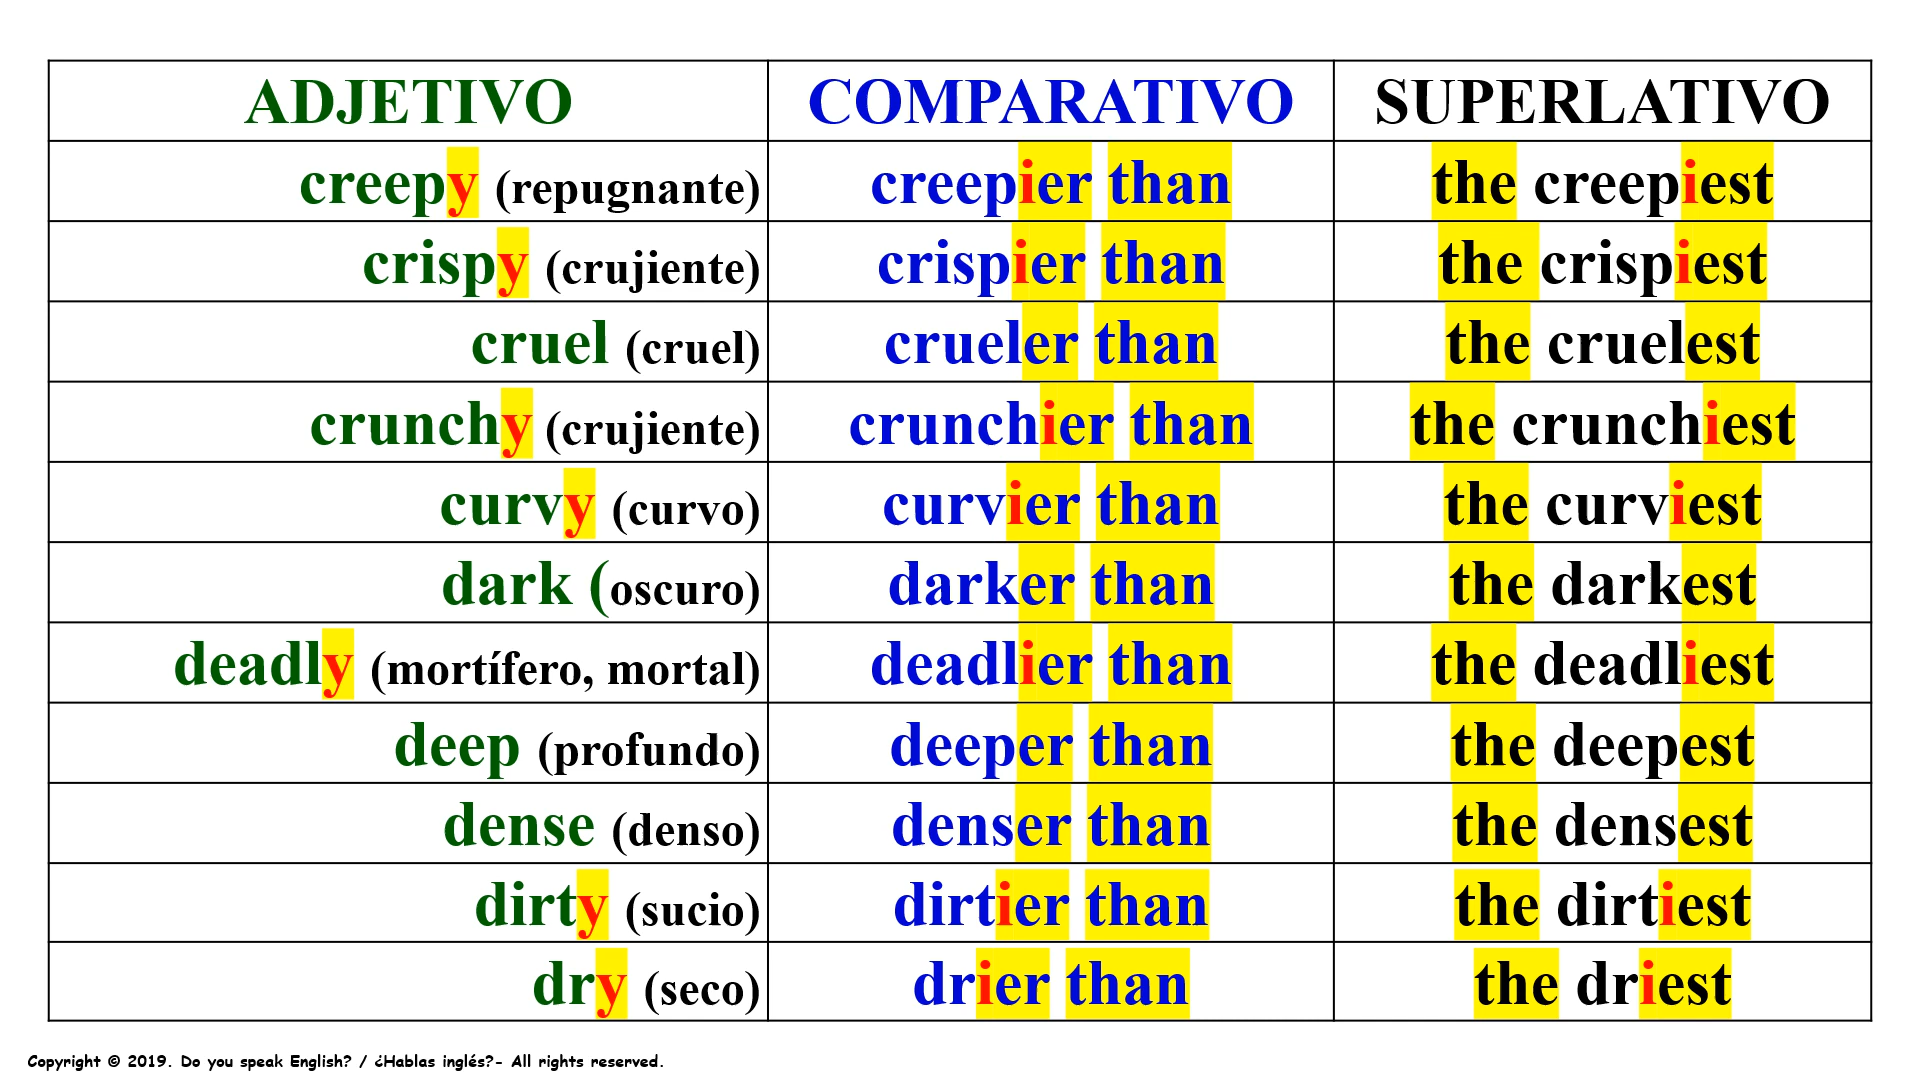 ADJETIVO COMPARATIVO SUPERLATIVO
creepy (repugnante) creepier than the creepiest
crispy (crujiente) crispier than the crispiest
cruel (cruel) crueler than the cruelest
crunchy (crujiente) crunchier than the crunchiest
curvy (curvo) curvier than the curviest
dark (oscuro) darker than the darkest
deadly (mortífero, mortal) deadlier than the deadliest
deep (profundo) deeper than the deepest
dense (denso) denser than the densest
dirty (sucio) dirtier than the dirtiest
dry (seco) drier than the driest
Copyright © 2019. Do you speak English? / ¿Hablas inglés?- All rights reserved.